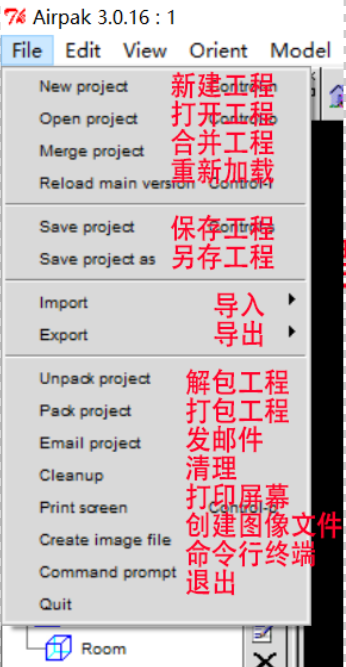 Airpak 3.0.16 : 1
File Edit View Orient Model
New project 新建工程
Open project 打开工程
Merge project 合并工程
Reload main version 重新加载 Control-r
Save project 保存工程
Save project as 另存工程
Import 导入
Export 导出
Unpack project 解包工程
Pack project 打包工程
Email project 发邮件
Cleanup 清理
Print screen 打印屏幕
Create image file 创建图像文件
Command prompt 命令行终端
Quit 退出
Room